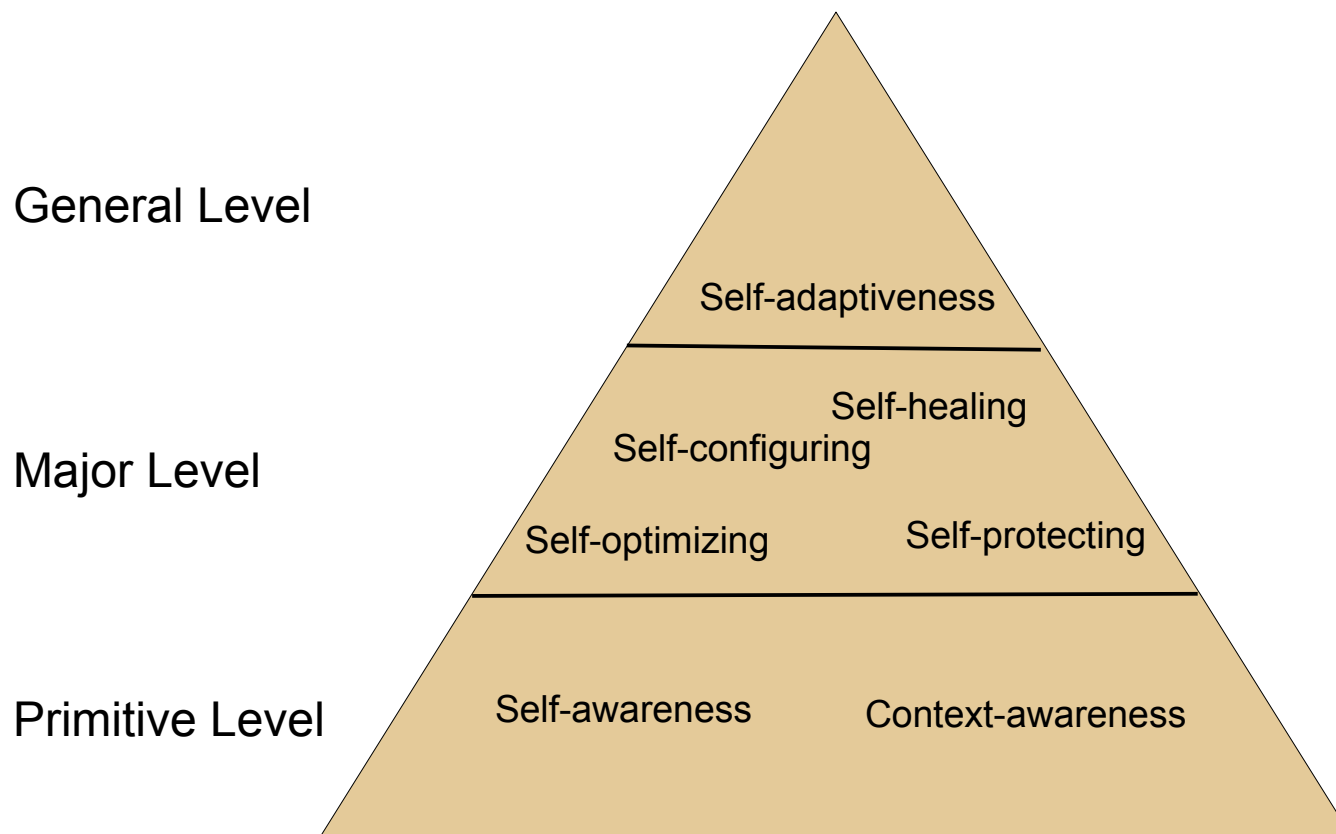 General Level
Self-adaptiveness
Self-healing
Self-configuring
Major Level
Self-optimizing
Self-protecting
Primitive Level
Self-awareness
Context-awareness